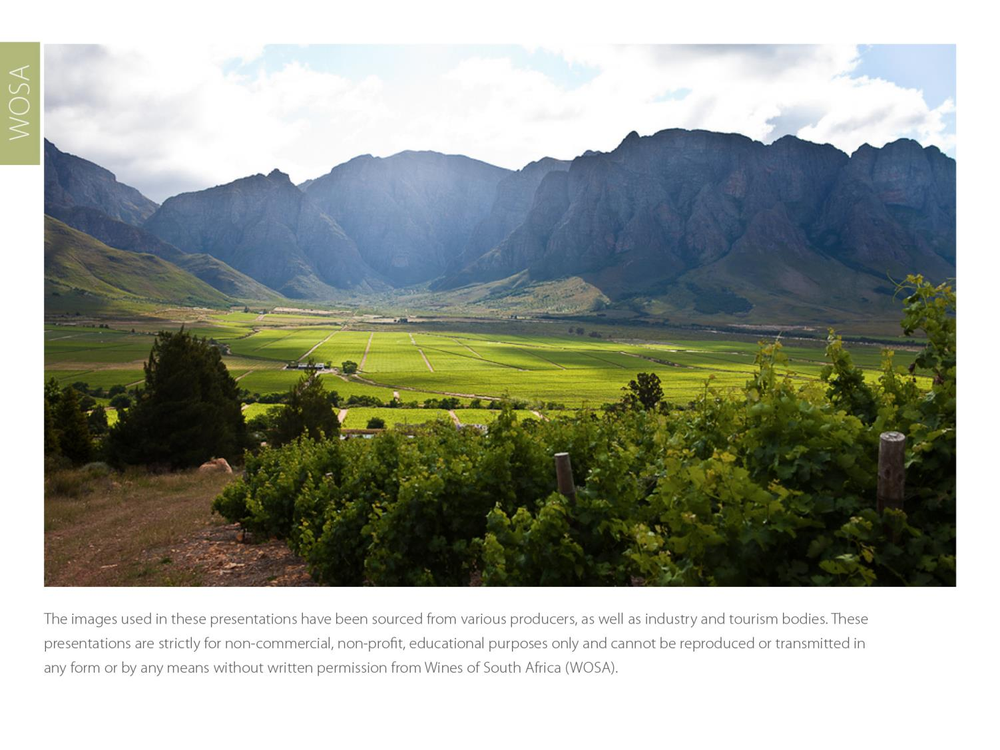 WOSA
The images used in these presentations have been sourced from various producers, as well as industry and tourism bodies. These
presentations are strictly for non-commercial, non-profit, educational purposes only and cannot be reproduced or transmitted in
any form or by any means without written permission from Wines of South Africa (WOSA).